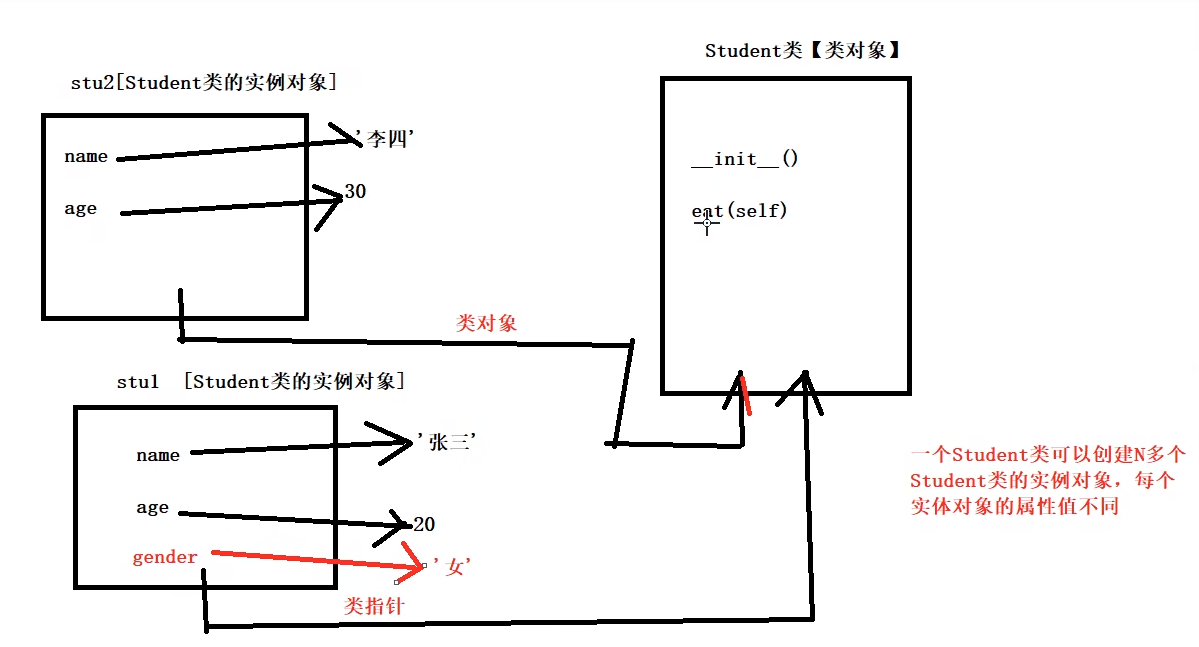 Student类【类对象】
stu2[Student类的实例对象]
name
'李四'
age
30
__init__()
eat(self)
类对象
stu1 [Student类的实例对象]
name
'张三'
age
20
gender
'女'
类指针
一个Student类可以创建N多个
Student类的实例对象，每个
实体对象的属性值不同